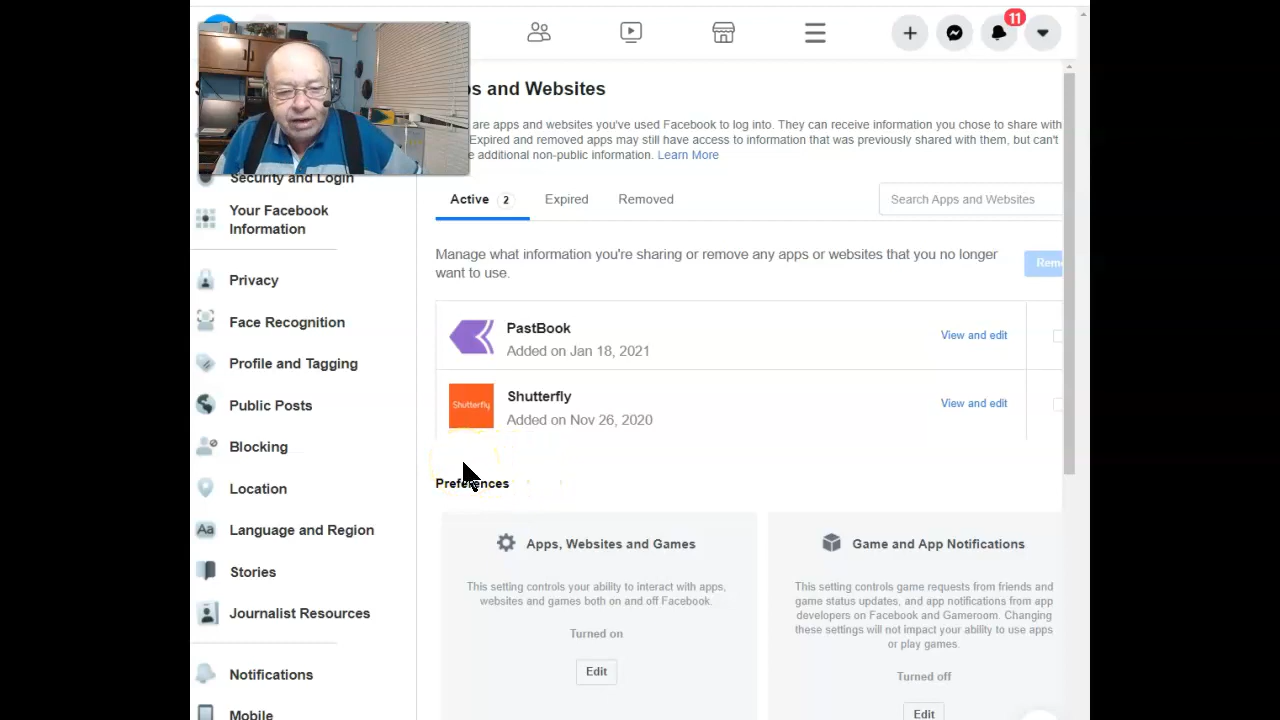 11
ps and Websites
are apps and websites you've used Facebook to log into. They can receive information you chose to share with
Expired and removed apps may still have access to information that was previously shared with them, but can't
e additional non-public information. Learn More
Active 2 Expired Removed
Search Apps and Websites
Manage what information you're sharing or remove any apps or websites that you no longer
want to use.
Remo
PastBook
Added on Jan 18, 2021
View and edit
Shutterfly
Shutterfly
Added on Nov 26, 2020
View and edit
Preferences
Apps, Websites and Games
This setting controls your ability to interact with apps,
websites and games both on and off Facebook.
Turned on
Edit
Game and App Notifications
This setting controls game requests from friends and
game status updates, and app notifications from app
developers on Facebook and Gameroom. Changing
these settings will not impact your ability to use apps
or play games.
Turned off
Edit
Security and Login
Your Facebook
Information
Privacy
Face Recognition
Profile and Tagging
Public Posts
Blocking
Location
Aa
Language and Region
Stories
Journalist Resources
Notifications
Mobile